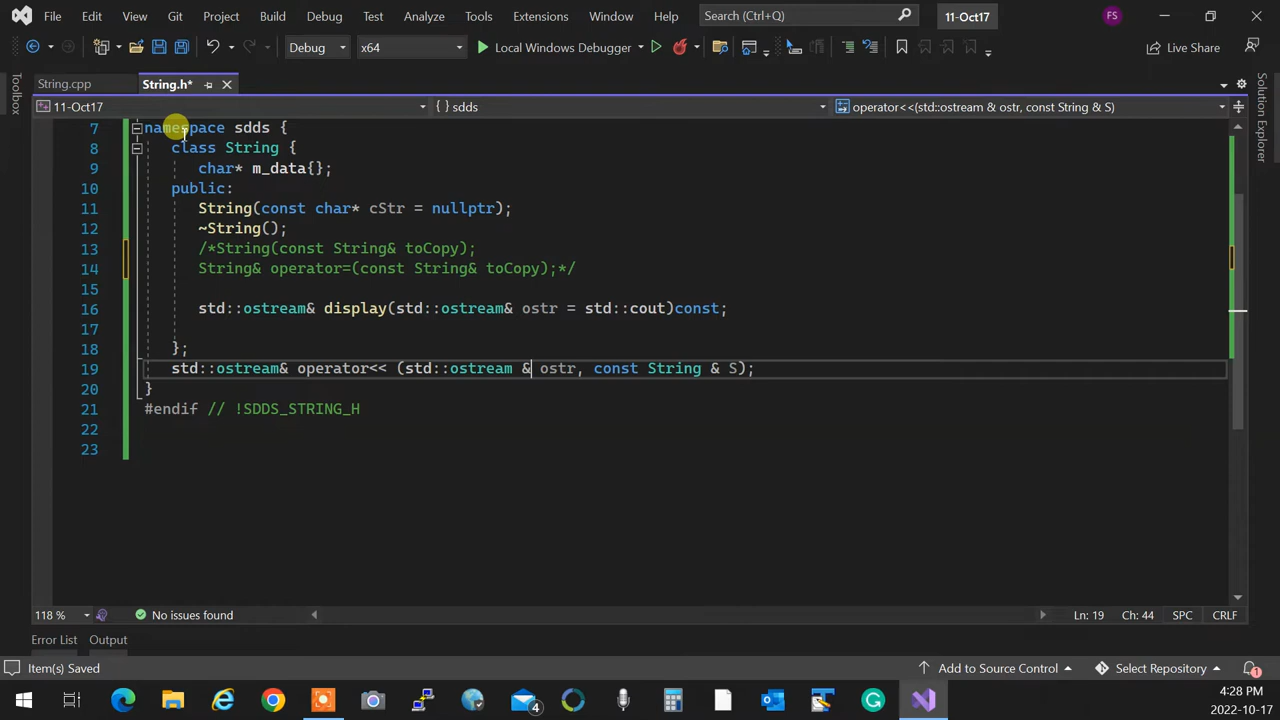 File Edit View Git Project Build Debug Test Analyze Tools Extensions Window Help Search (Ctrl+Q) 11-Oct17 FS
Debug x64 Local Windows Debugger Live Share
String.cpp String.h*
11-Oct17 {} sdds operator<<(std::ostream & ostr, const String & S)
Toolbox
Solution Explorer
7 namespace sdds {
8 class String {
9 char* m_data{};
10 public:
11 String(const char* cStr = nullptr);
12 ~String();
13 /*String(const String& toCopy);
14 String& operator=(const String& toCopy);*/
15
16 std::ostream& display(std::ostream& ostr = std::cout)const;
17
18 };
19 std::ostream& operator<< (std::ostream & ostr, const String & S);
20 }
21 #endif // !SDDS_STRING_H
22
23
118 % No issues found Ln: 19 Ch: 44 SPC CRLF
Error List Output
Item(s) Saved Add to Source Control Select Repository 1
4 4:28 PM
2022-10-17